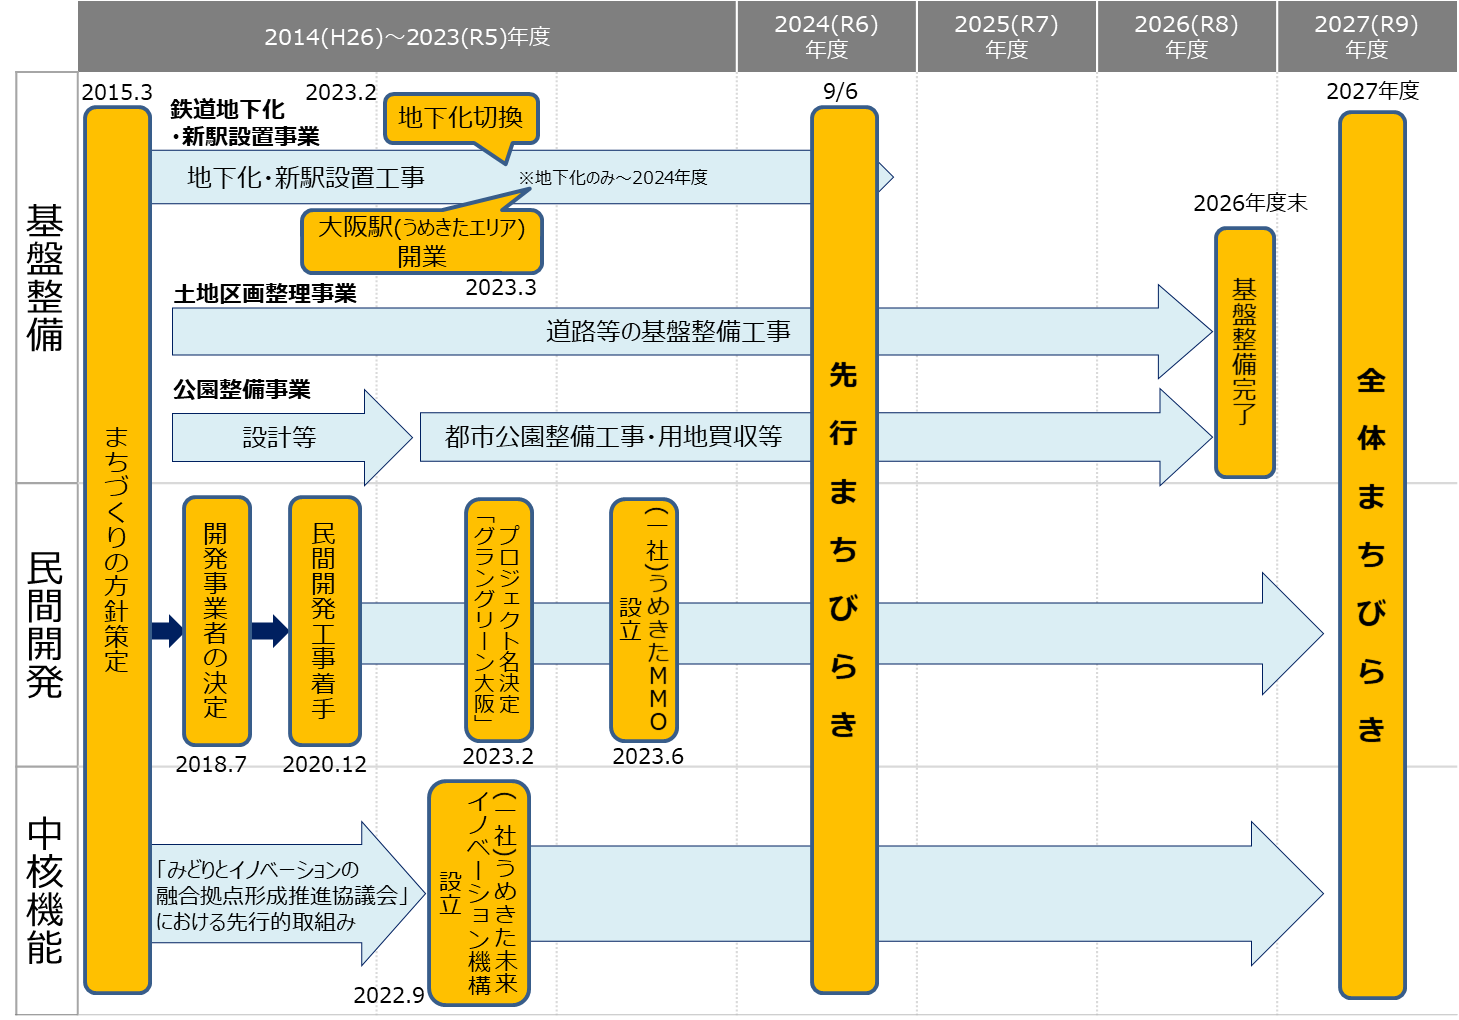 2014(H26)～2023(R5)年度
2024(R6)
年度
2025(R7)
年度
2026(R8)
年度
2027(R9)
年度
基盤整備
2015.3
まちづくりの方針策定
鉄道地下化
・新駅設置事業
2023.2
地下化切換
地下化・新駅設置工事
※地下化のみ～2024年度
大阪駅(うめきたエリア)
開業
2023.3
土地区画整理事業
道路等の基盤整備工事
公園整備事業
設計等
都市公園整備工事・用地買収等
9/6
先行まちびらき
2026年度末
基盤整備完了
2027年度
全体まちびらき
民間開発
開発事業者の決定
2018.7
民間開発工事着手
2020.12
プロジェクト名決定
「グラングリーン大阪」
2023.2
(一社)うめきたMMO
設立
2023.6
中核機能
「みどりとイノベーションの
融合拠点形成推進協議会」
における先行的取組み
(一社)うめきた未来
イノベーション機構
設立
2022.9